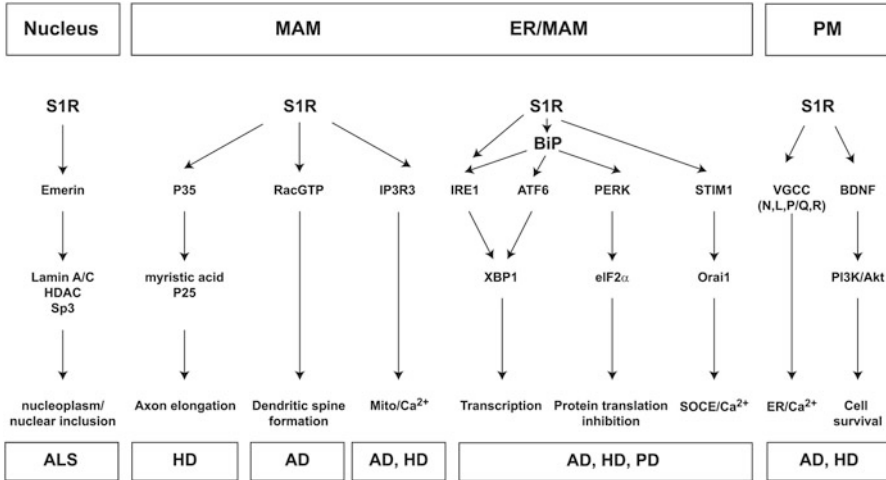 Nucleus
MAM
ER/MAM
PM
S1R
S1R
S1R
S1R
BiP
Emerin
P35
RacGTP
IP3R3
IRE1
ATF6
PERK
STIM1
VGCC
(N,L,P/Q,R)
BDNF
Lamin A/C
HDAC
Sp3
myristic acid
P25
XBP1
eIF2α
Orai1
PI3K/Akt
nucleoplasm/
nuclear inclusion
Axon elongation
Dendritic spine
formation
Mito/Ca²⁺
Transcription
Protein translation
inhibition
SOCE/Ca²⁺
ER/Ca²⁺
Cell
survival
ALS
HD
AD
AD, HD
AD, HD, PD
AD, HD